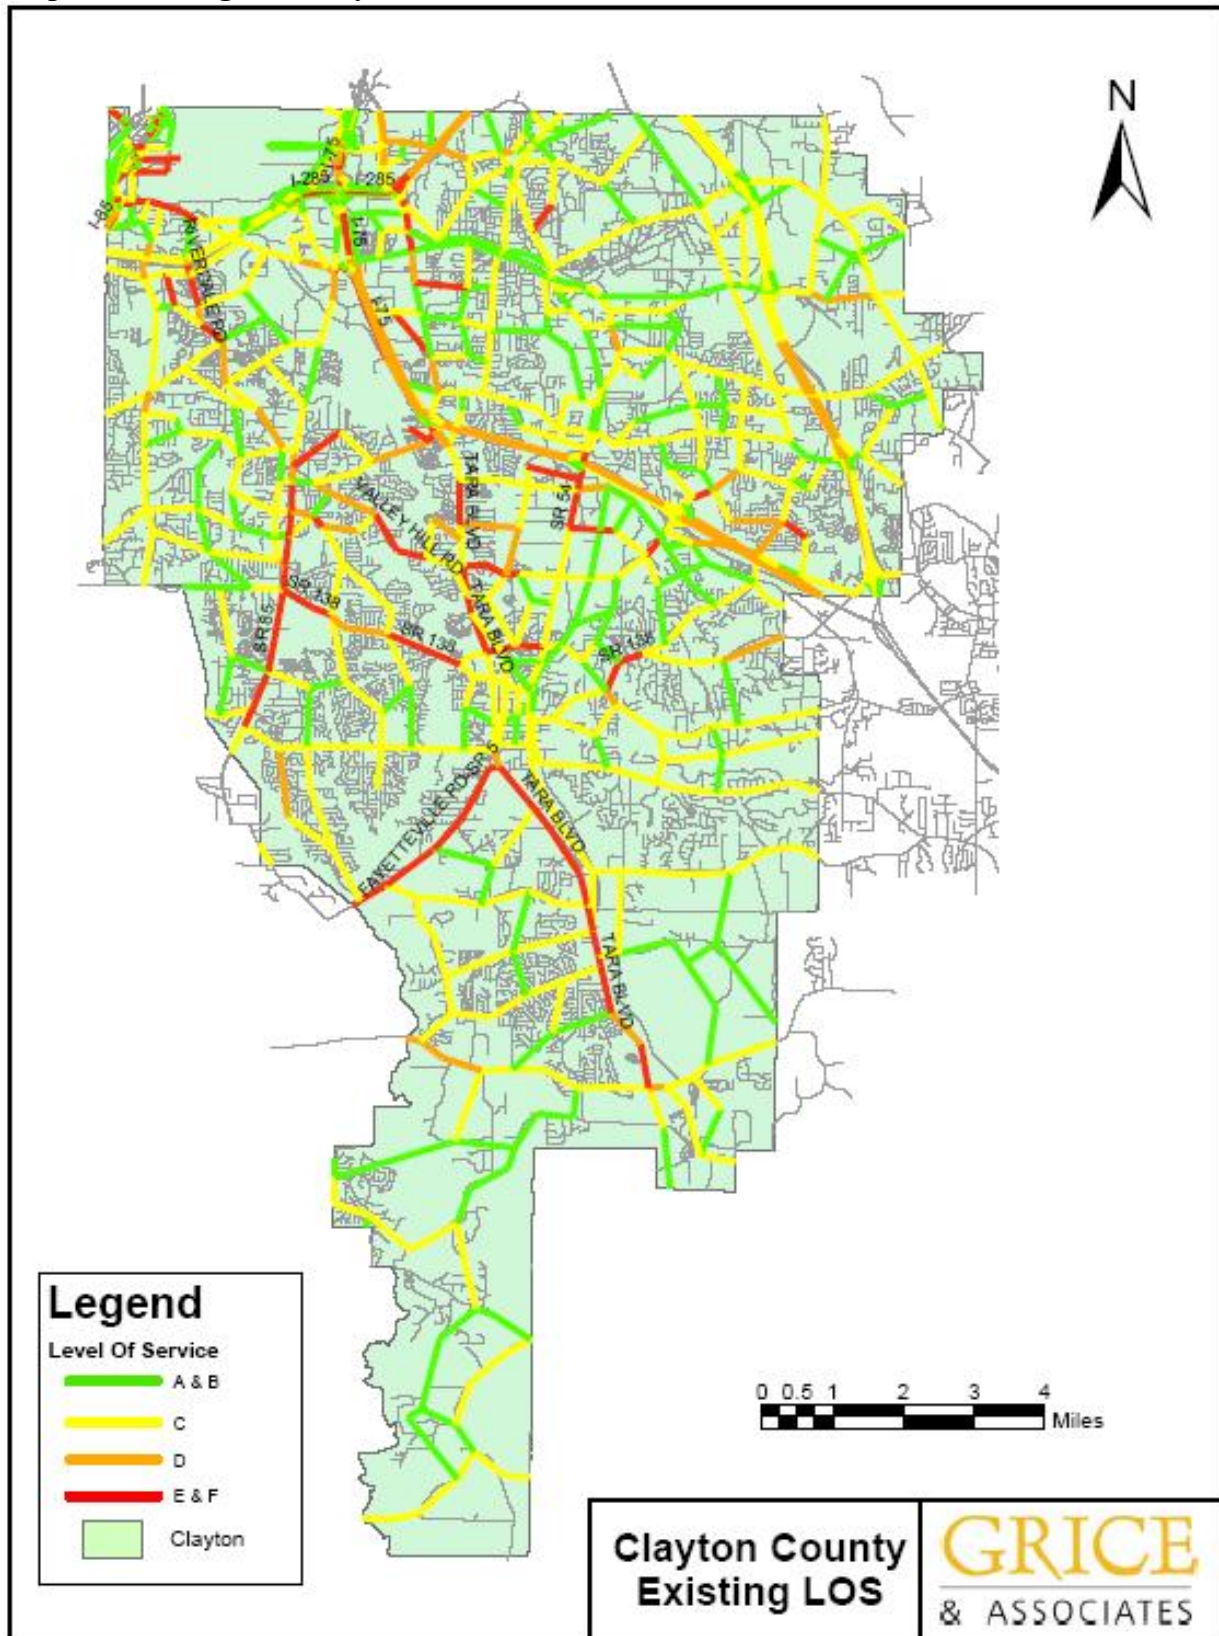 N
I-75
I-285
I-285
I-85
I-75
RIVERDALE RD
I-75
TARA BLVD
VALLEY HILL RD
SR 54
TARA BLVD
SR 138
SR 85
SR 138
SR 138
FAYETTEVILLE RD-SR 5
TARA BLVD
TARA BLVD
Legend
Level Of Service
A & B
C
D
E & F
Clayton
0 0.5 1 2 3 4
Miles
Clayton County
Existing LOS
GRICE
& ASSOCIATES